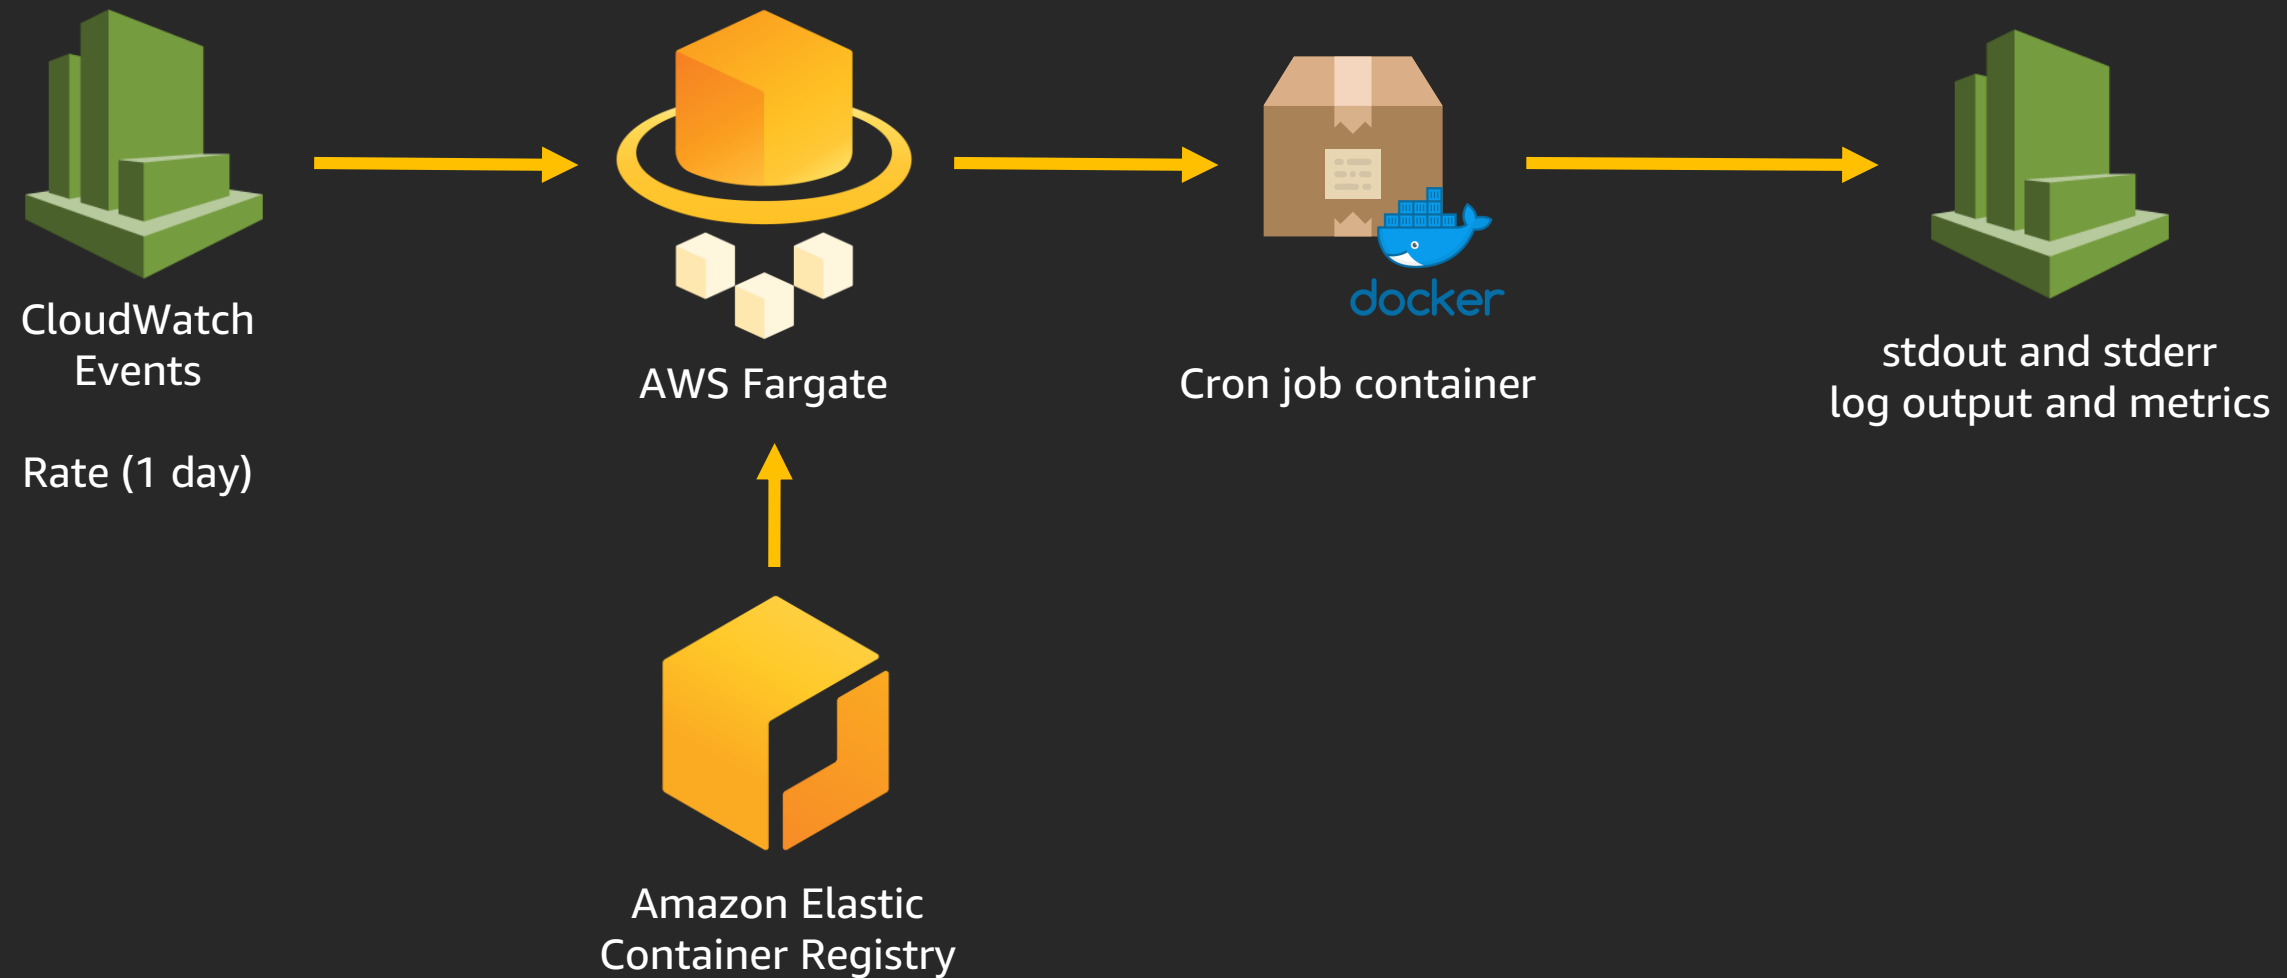 CloudWatch
Events
Rate (1 day)
AWS Fargate
docker
Cron job container
stdout and stderr
log output and metrics
Amazon Elastic
Container Registry